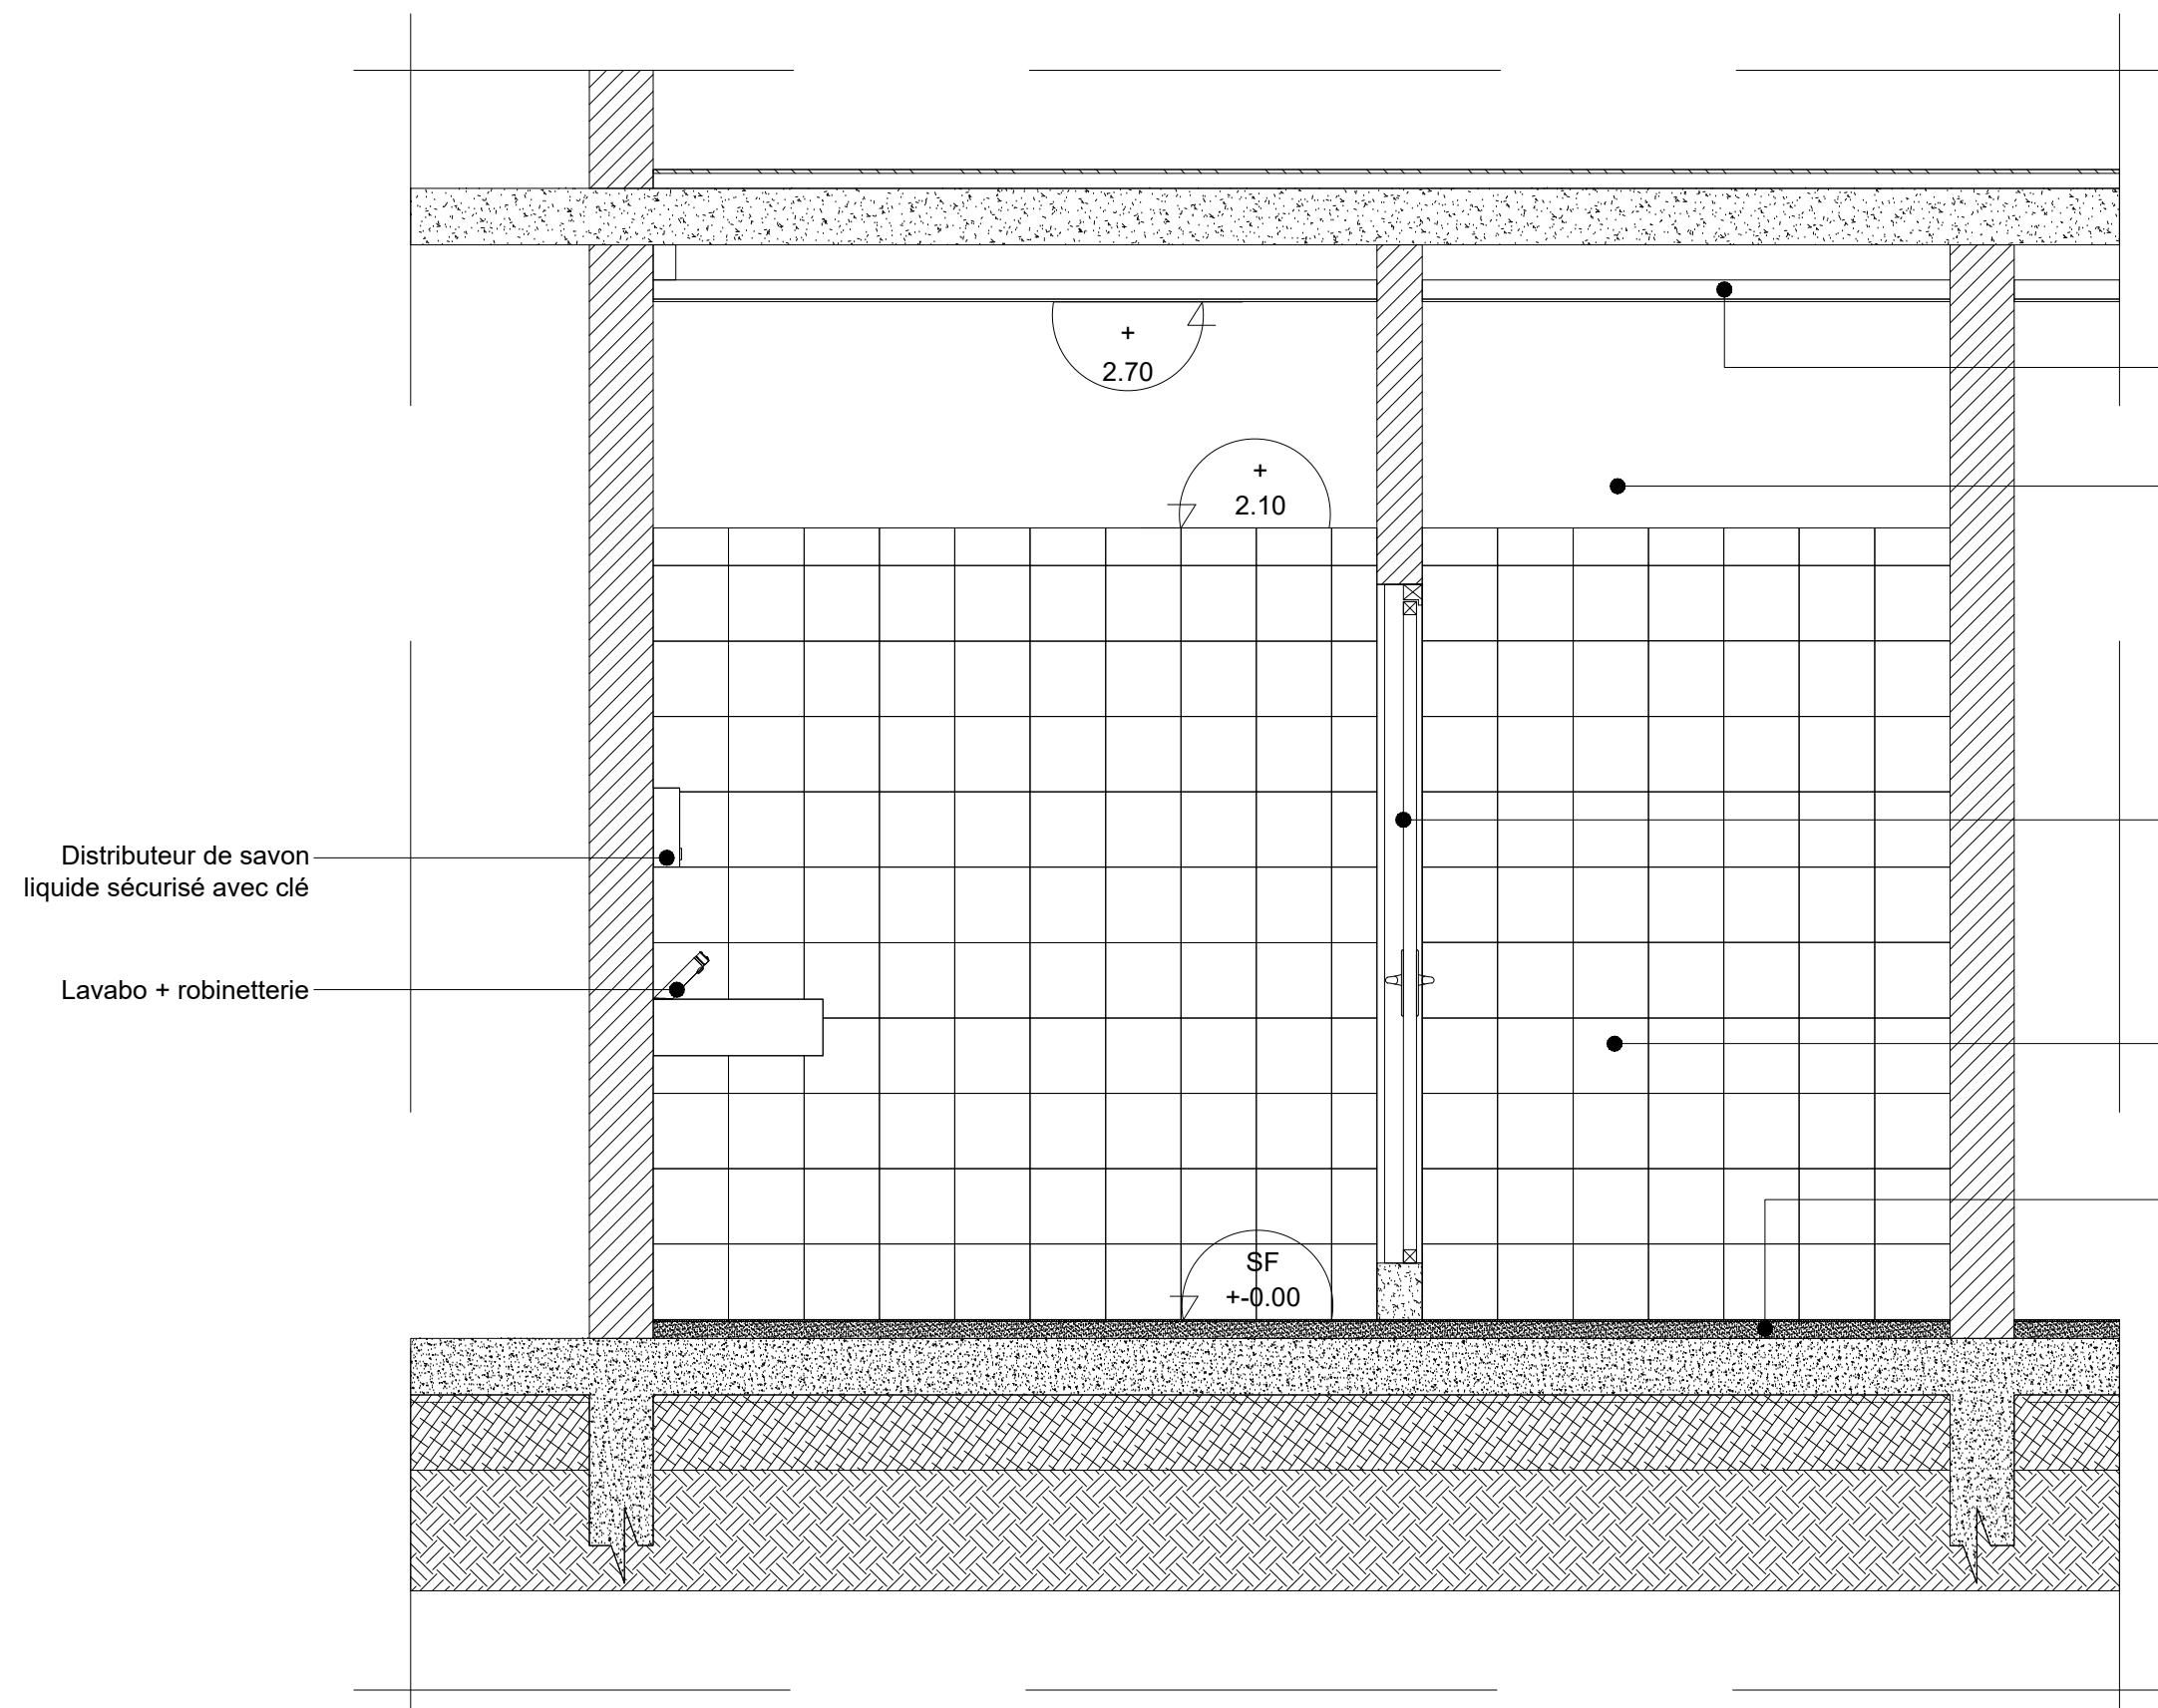 +
2.70
+
2.10
Distributeur de savon
liquide sécurisé avec clé
Lavabo + robinetterie
SF
+-0.00